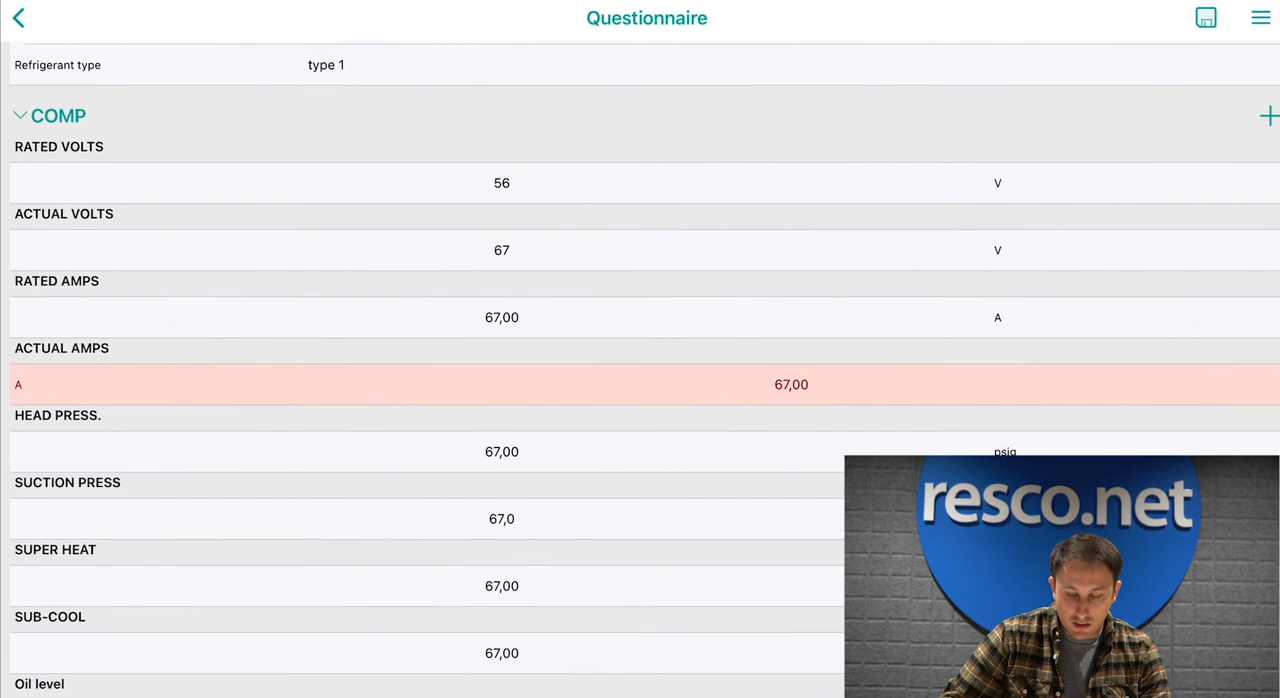 Questionnaire
Refrigerant type type 1
COMP
RATED VOLTS
56 V
ACTUAL VOLTS
67 V
RATED AMPS
67,00 A
ACTUAL AMPS
A 67,00
HEAD PRESS.
67,00 psig
SUCTION PRESS
67,0
SUPER HEAT
67,00
SUB-COOL
67,00
Oil level
resco.net